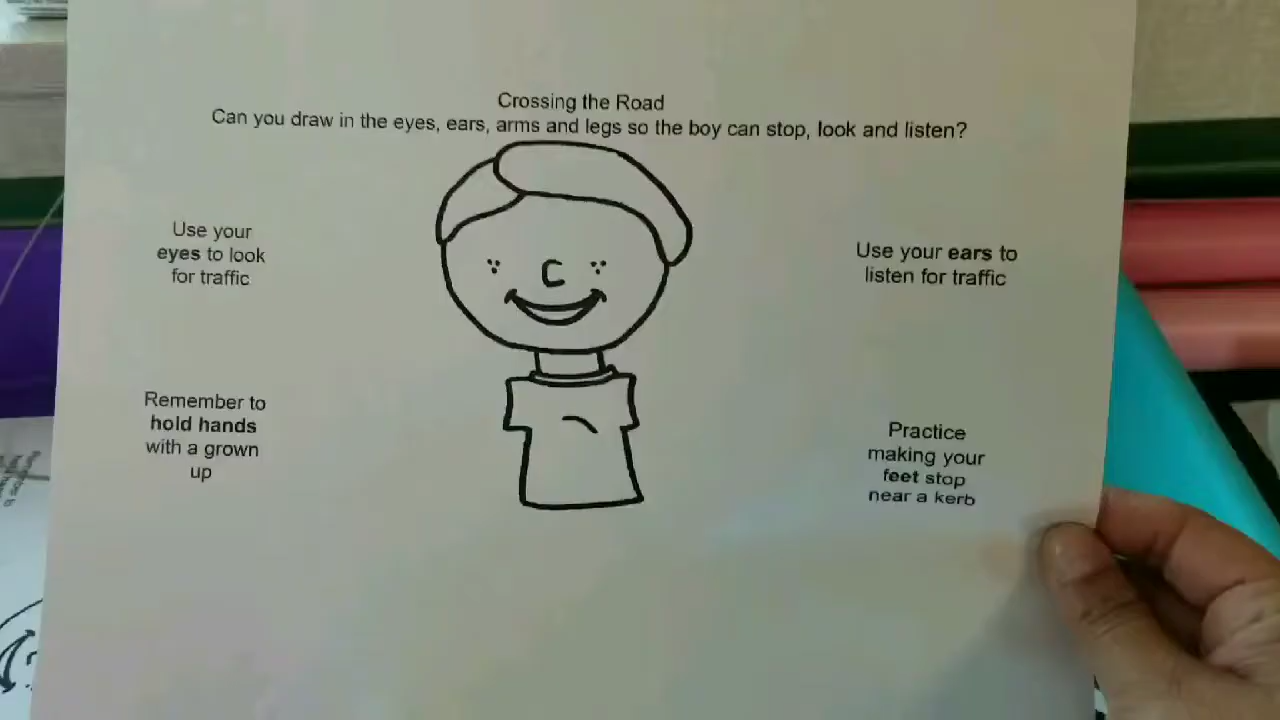 Crossing the Road
Can you draw in the eyes, ears, arms and legs so the boy can stop, look and listen?
Use your
eyes to look
for traffic
Use your ears to
listen for traffic
Remember to
hold hands
with a grown
up
Practice
making your
feet stop
near a kerb